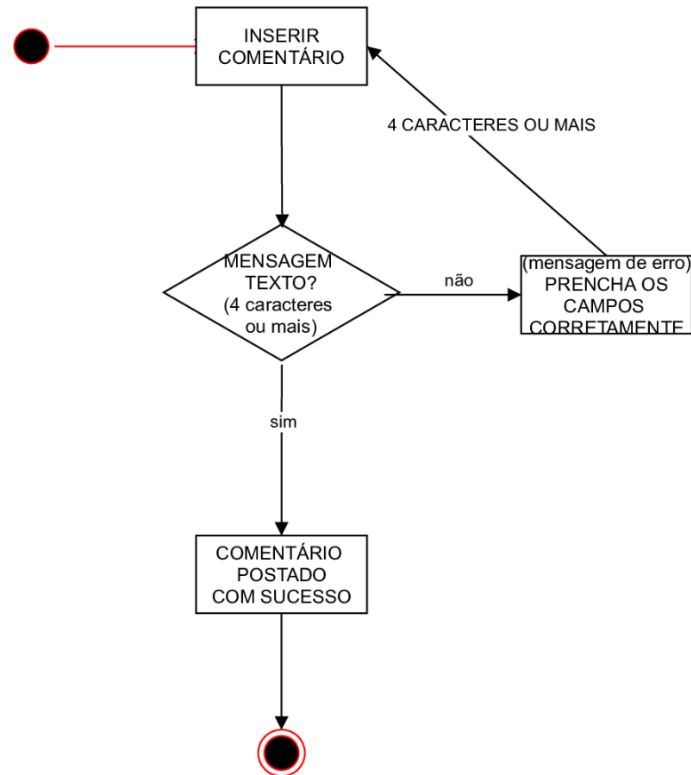 INSERIR
COMENTÁRIO
4 CARACTERES OU MAIS
MENSAGEM
TEXTO?
(4 caracteres
ou mais)
não
(mensagem de erro)
PRENCHA OS
CAMPOS
CORRETAMENTE
sim
COMENTÁRIO
POSTADO
COM SUCESSO